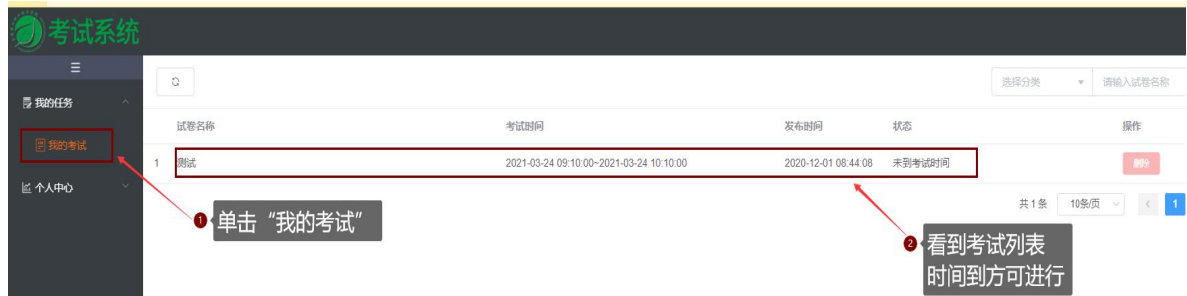 考试系统
选择分类
请输入试卷名称
我的任务
试卷名称 考试时间 发布时间 状态 操作
我的考试
1 测试 2021-03-24 09:10:00~2021-03-24 10:10:00 2020-12-01 08:44:08 未到考试时间 删除
个人中心
共1条 10条/页 < 1
1 单击“我的考试”
2 看到考试列表
时间到方可进行